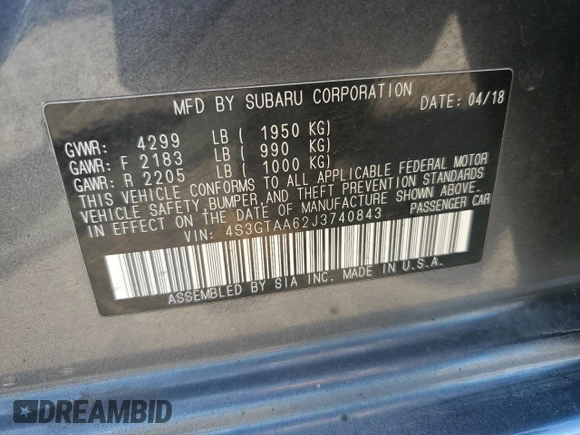 MFD BY SUBARU CORPORATION DATE: 04/18
GVWR: 4299 LB ( 1950 KG)
GAWR: F 2183 LB ( 990 KG)
GAWR: R 2205 LB ( 1000 KG)
THIS VEHICLE CONFORMS TO ALL APPLICABLE FEDERAL MOTOR
VEHICLE SAFETY, BUMPER, AND THEFT PREVENTION STANDARDS
IN EFFECT ON THE DATE OF MANUFACTURE SHOWN ABOVE.
VIN: 4S3GTAA62J3740843 PASSENGER CAR
ASSEMBLED BY SIA INC. MADE IN U.S.A.
DREAMBID